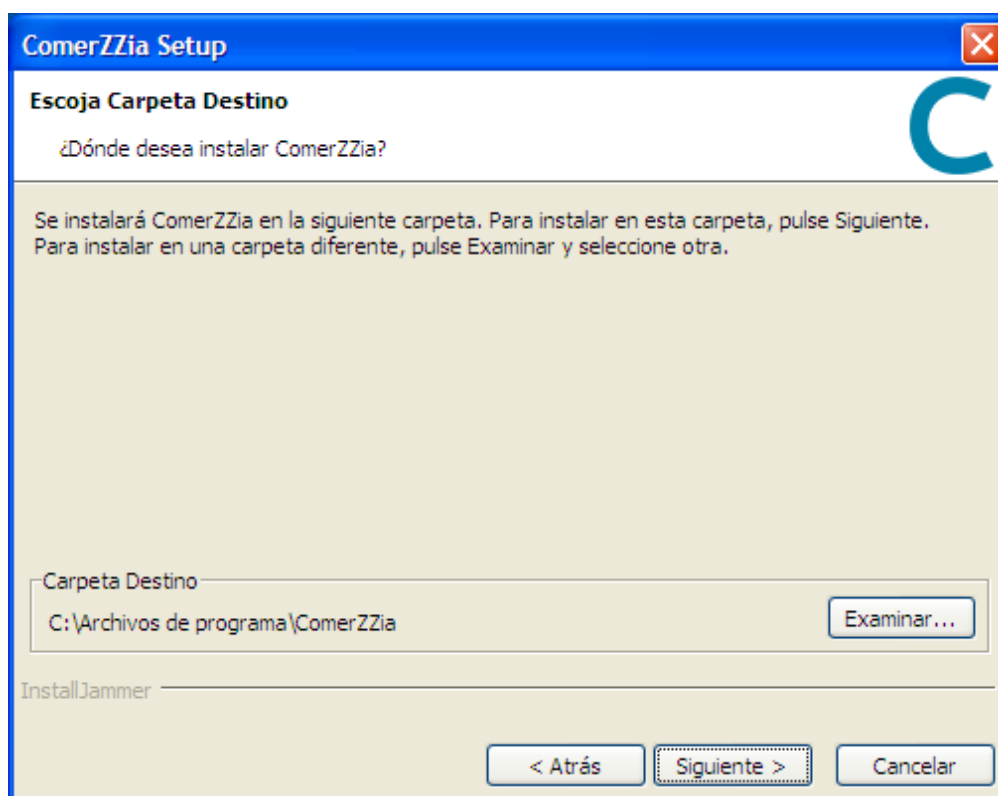 ComerZZia Setup
Escoja Carpeta Destino
¿Dónde desea instalar ComerZZia?
C
Se instalará ComerZZia en la siguiente carpeta. Para instalar en esta carpeta, pulse Siguiente.
Para instalar en una carpeta diferente, pulse Examinar y seleccione otra.
Carpeta Destino
C:\Archivos de programa\ComerZZia
Examinar...
InstallJammer
< Atrás
Siguiente >
Cancelar